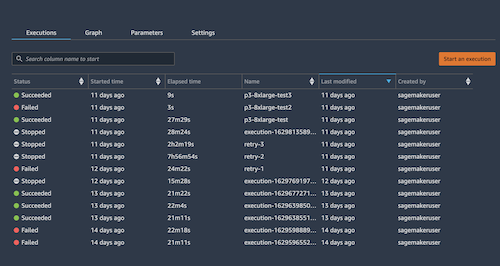 Executions Graph Parameters Settings
Search column name to start Start an execution
Status Started time Elapsed time Name Last modified Created by
Succeeded 11 days ago 9s p3-8xlarge-test3 11 days ago sagemakeruser
Failed 11 days ago 3s p3-8xlarge-test2 11 days ago sagemakeruser
Succeeded 11 days ago 27m29s p3-8xlarge-test 11 days ago sagemakeruser
Stopped 11 days ago 28m24s execution-1629813589... 11 days ago sagemakeruser
Stopped 11 days ago 2h2m19s retry-3 11 days ago sagemakeruser
Stopped 11 days ago 7h56m54s retry-2 11 days ago sagemakeruser
Failed 12 days ago 24m22s retry-1 11 days ago sagemakeruser
Stopped 12 days ago 15m28s execution-1629769197... 12 days ago sagemakeruser
Succeeded 13 days ago 21m22s execution-1629677271... 13 days ago sagemakeruser
Succeeded 13 days ago 22m4s execution-1629639850... 13 days ago sagemakeruser
Succeeded 13 days ago 21m11s execution-1629638551... 13 days ago sagemakeruser
Failed 14 days ago 22m18s execution-1629598889... 14 days ago sagemakeruser
Failed 14 days ago 21m11s execution-1629596552... 14 days ago sagemakeruser